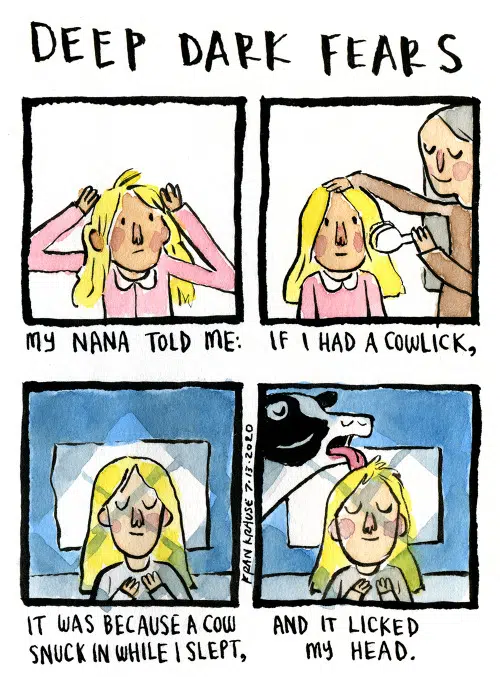 DEEP DARK FEARS
MY NANA TOLD ME:
IF I HAD A COWLICK,
IT WAS BECAUSE A COW
SNUCK IN WHILE I SLEPT,
FRAN KRAUSE 7.13.2020
AND IT LICKED
MY HEAD.